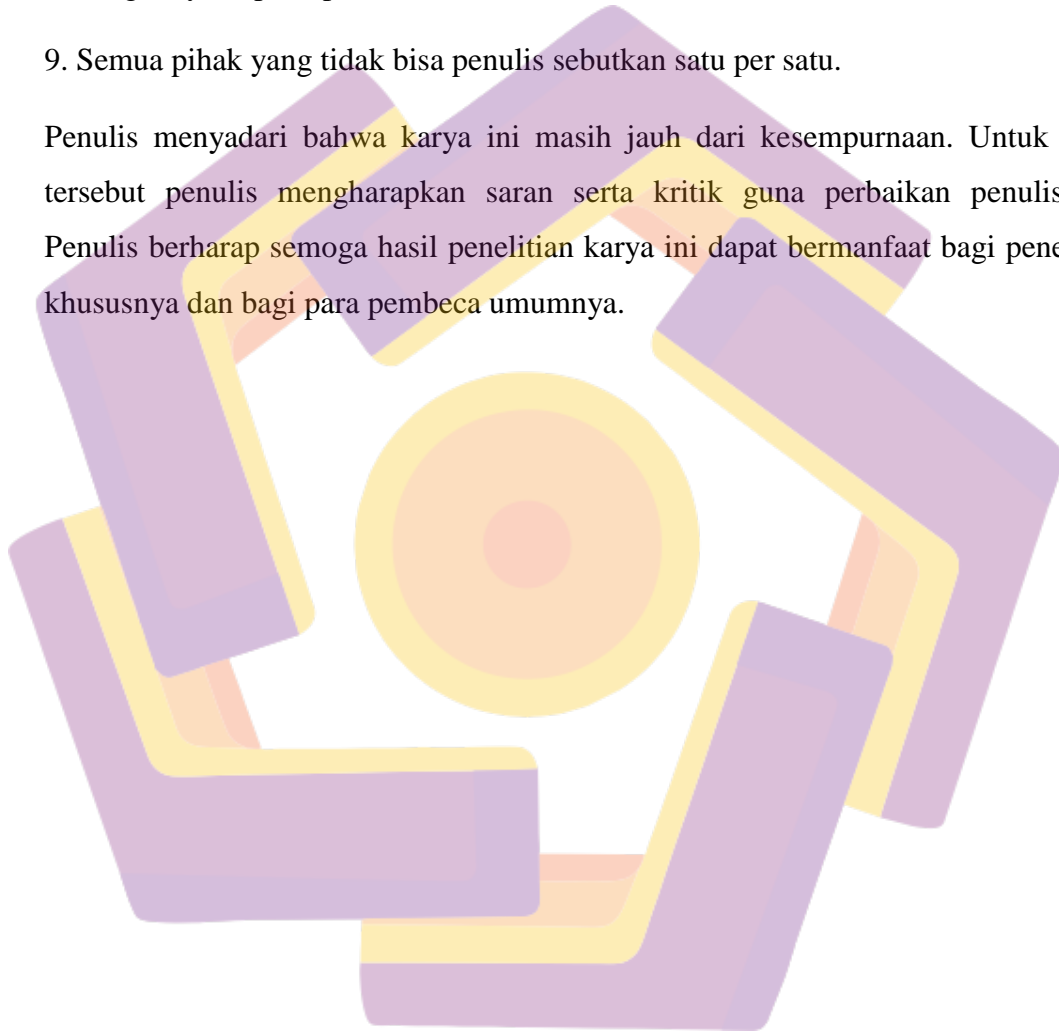 9. Semua pihak yang tidak bisa penulis sebutkan satu per satu.
Penulis menyadari bahwa karya ini masih jauh dari kesempurnaan. Untuk
tersebut penulis mengharapkan saran serta kritik guna perbaikan penulis
Penulis berharap semoga hasil penelitian karya ini dapat bermanfaat bagi pene
khususnya dan bagi para pembeca umumnya.